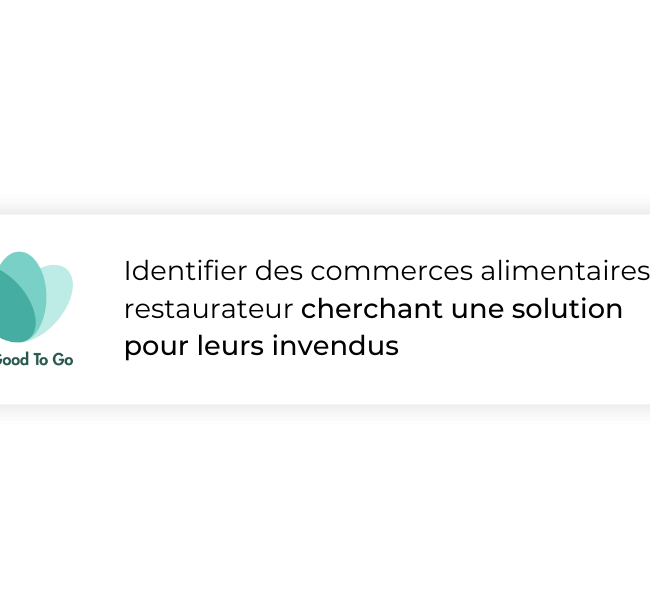 Identifier des commerces alimentaires
restaurateur cherchant une solution
pour leurs invendus
Good To Go